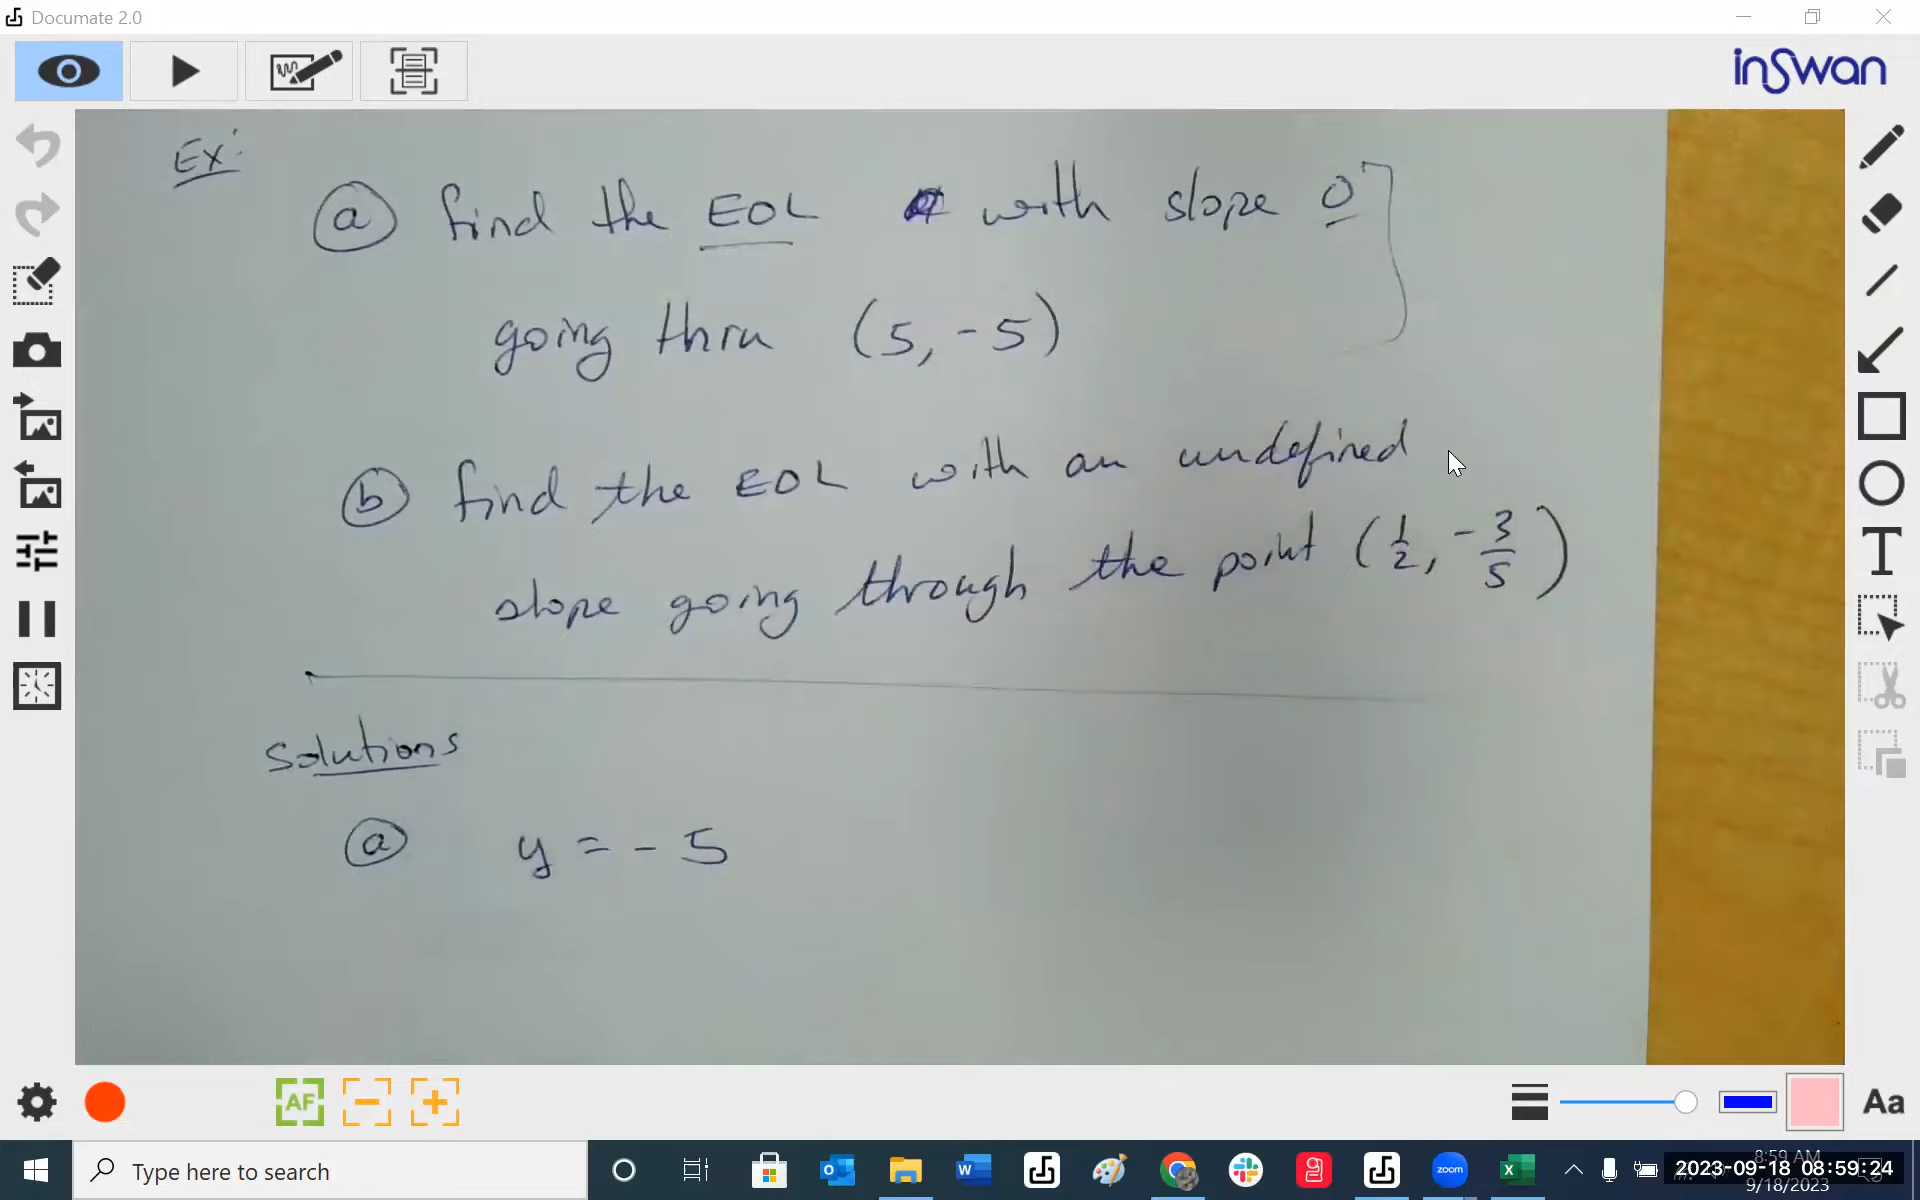 Documate 2.0
inSwan
Ex:
(a) find the EOL with slope 0
going thru (5, -5)
(b) find the EOL with an undefined
slope going through the point (1/2, -3/5)
Solutions
(a) y = - 5
AF
Aa
Type here to search
zoom
8:59 AM
2023-09-18 08:59:24
9/18/2023